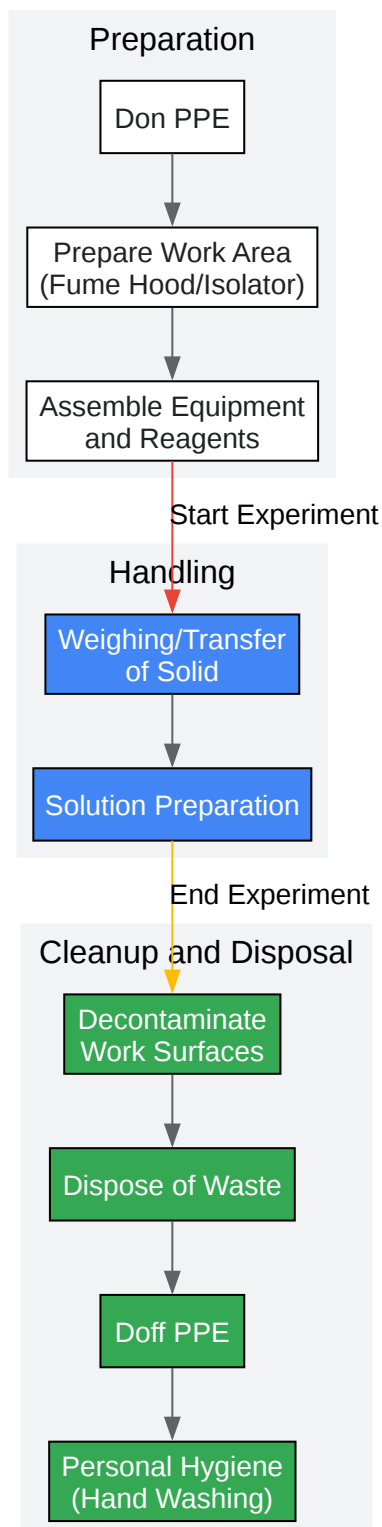 Preparation
Don PPE
Prepare Work Area
(Fume Hood/Isolator)
Assemble Equipment
and Reagents
Start Experiment
Handling
Weighing/Transfer
of Solid
Solution Preparation
End Experiment
Cleanup and Disposal
Decontaminate
Work Surfaces
Dispose of Waste
Doff PPE
Personal Hygiene
(Hand Washing)